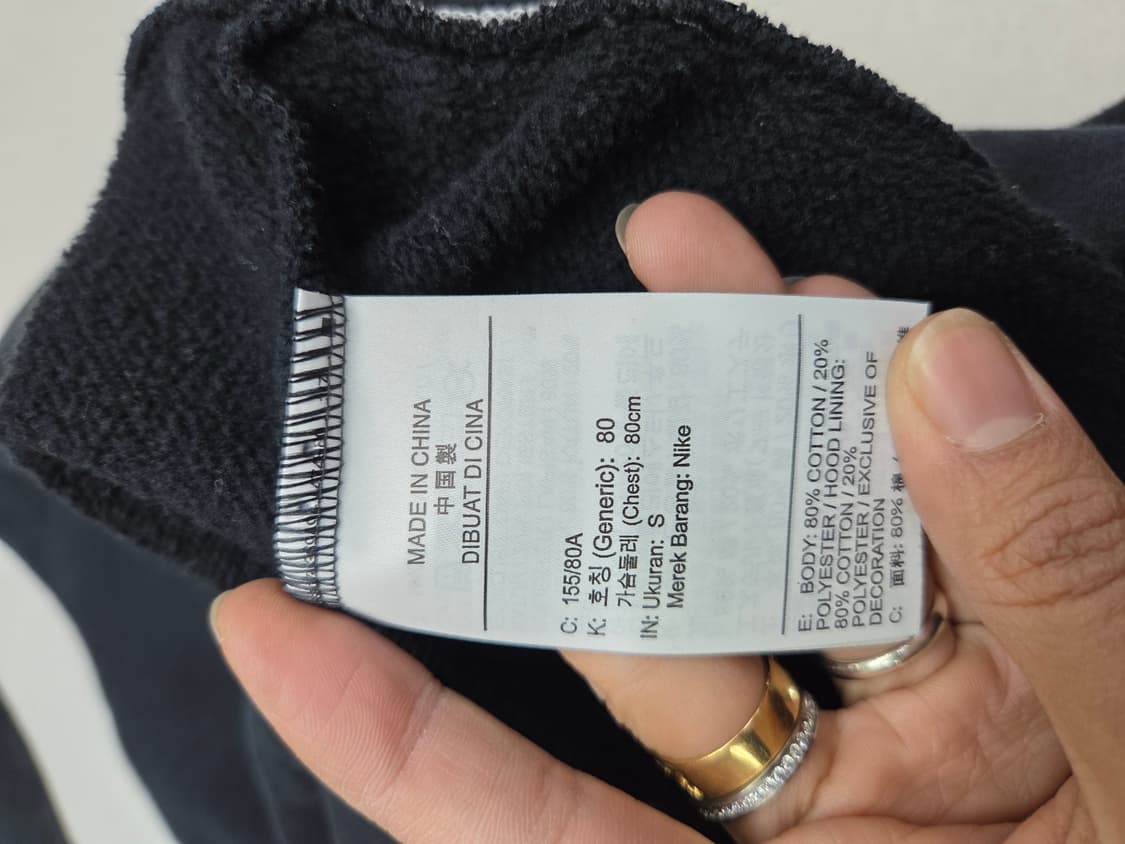 MADE IN CHINA
中国製
DIBUAT DI CINA
C: 155/80A
K: 호칭 (Generic): 80
가슴둘레 (Chest): 80cm
IN: Ukuran: S
Merek Barang: Nike
E: BODY: 80% COTTON / 20%
POLYESTER / HOOD LINING:
80% COTTON / 20%
POLYESTER / EXCLUSIVE OF
DECORATION
C: 面料: 80% 棉 /